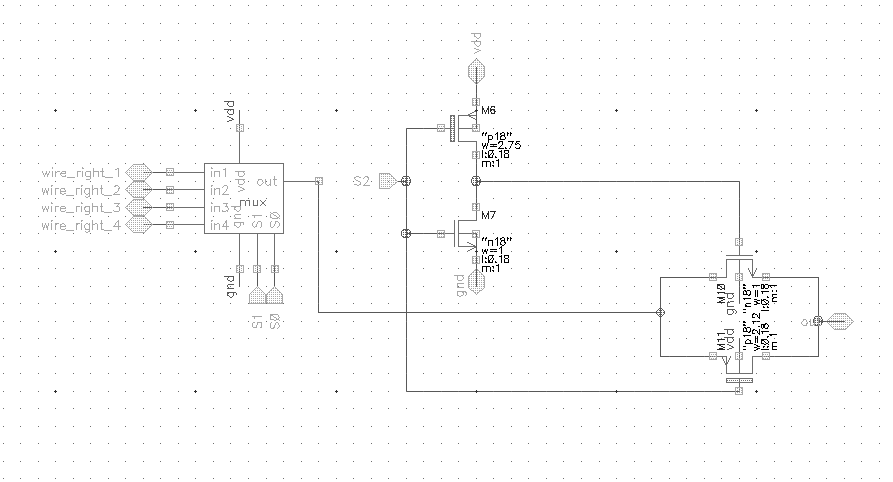 vdd
M6
"p18"
w=2.75
l:0.18
m:1
vdd
wire_right_1
wire_right_2
wire_right_3
wire_right_4
in1
in2
in3
in4
vdd
out
mux
gnd
S1
S0
gnd
S1
S0
S2
M7
"n18"
w=1
l:0.18
m:1
gnd
M10
gnd
"n18"
w=1
l:0.18
m:1
M11
vdd
"p18"
w=2.12
l:0.18
m:1